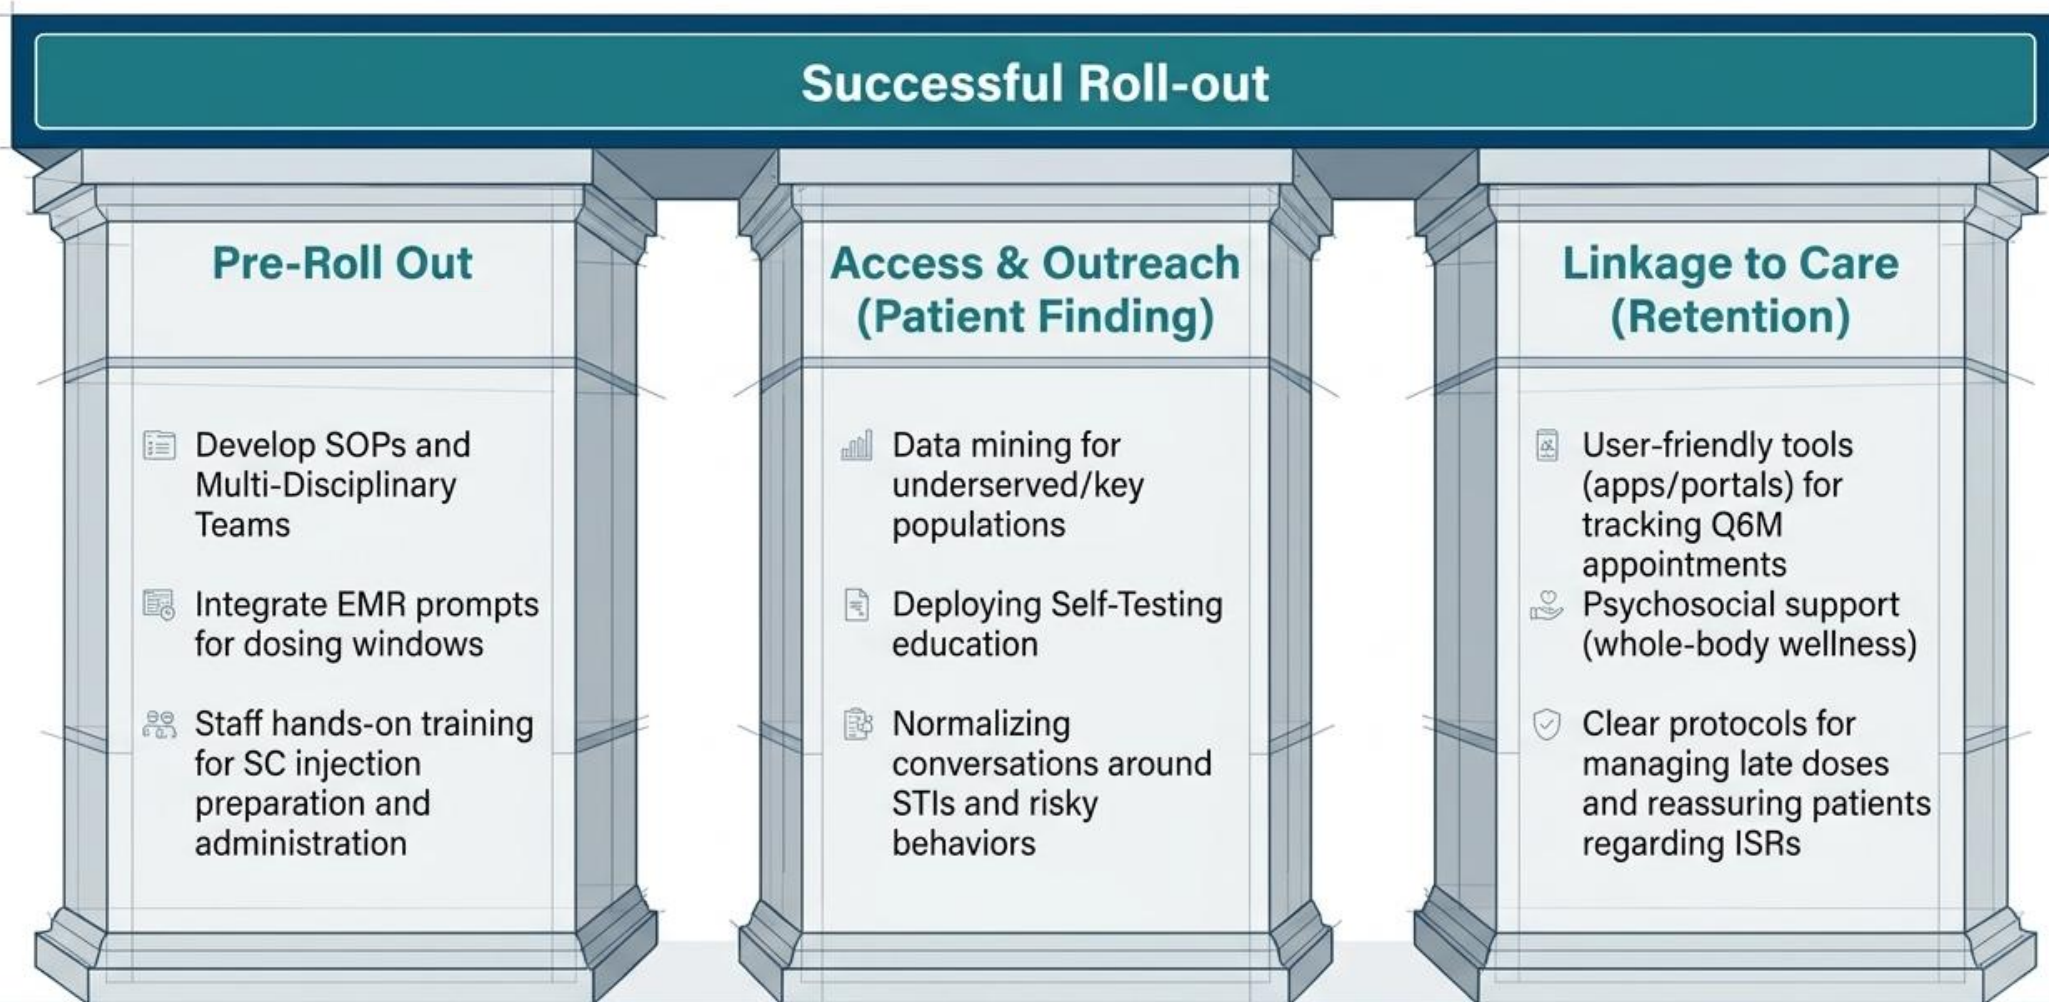 Successful Roll-out
Pre-Roll Out
Develop SOPs and
Multi-Disciplinary
Teams
Integrate EMR prompts
for dosing windows
Staff hands-on training
for SC injection
preparation and
administration
Access & Outreach
(Patient Finding)
Data mining for
underserved/key
populations
Deploying Self-Testing
education
Normalizing
conversations around
STIs and risky
behaviors
Linkage to Care
(Retention)
User-friendly tools
(apps/portals) for
tracking Q6M
appointments
Psychosocial support
(whole-body wellness)
Clear protocols for
managing late doses
and reassuring patients
regarding ISRs